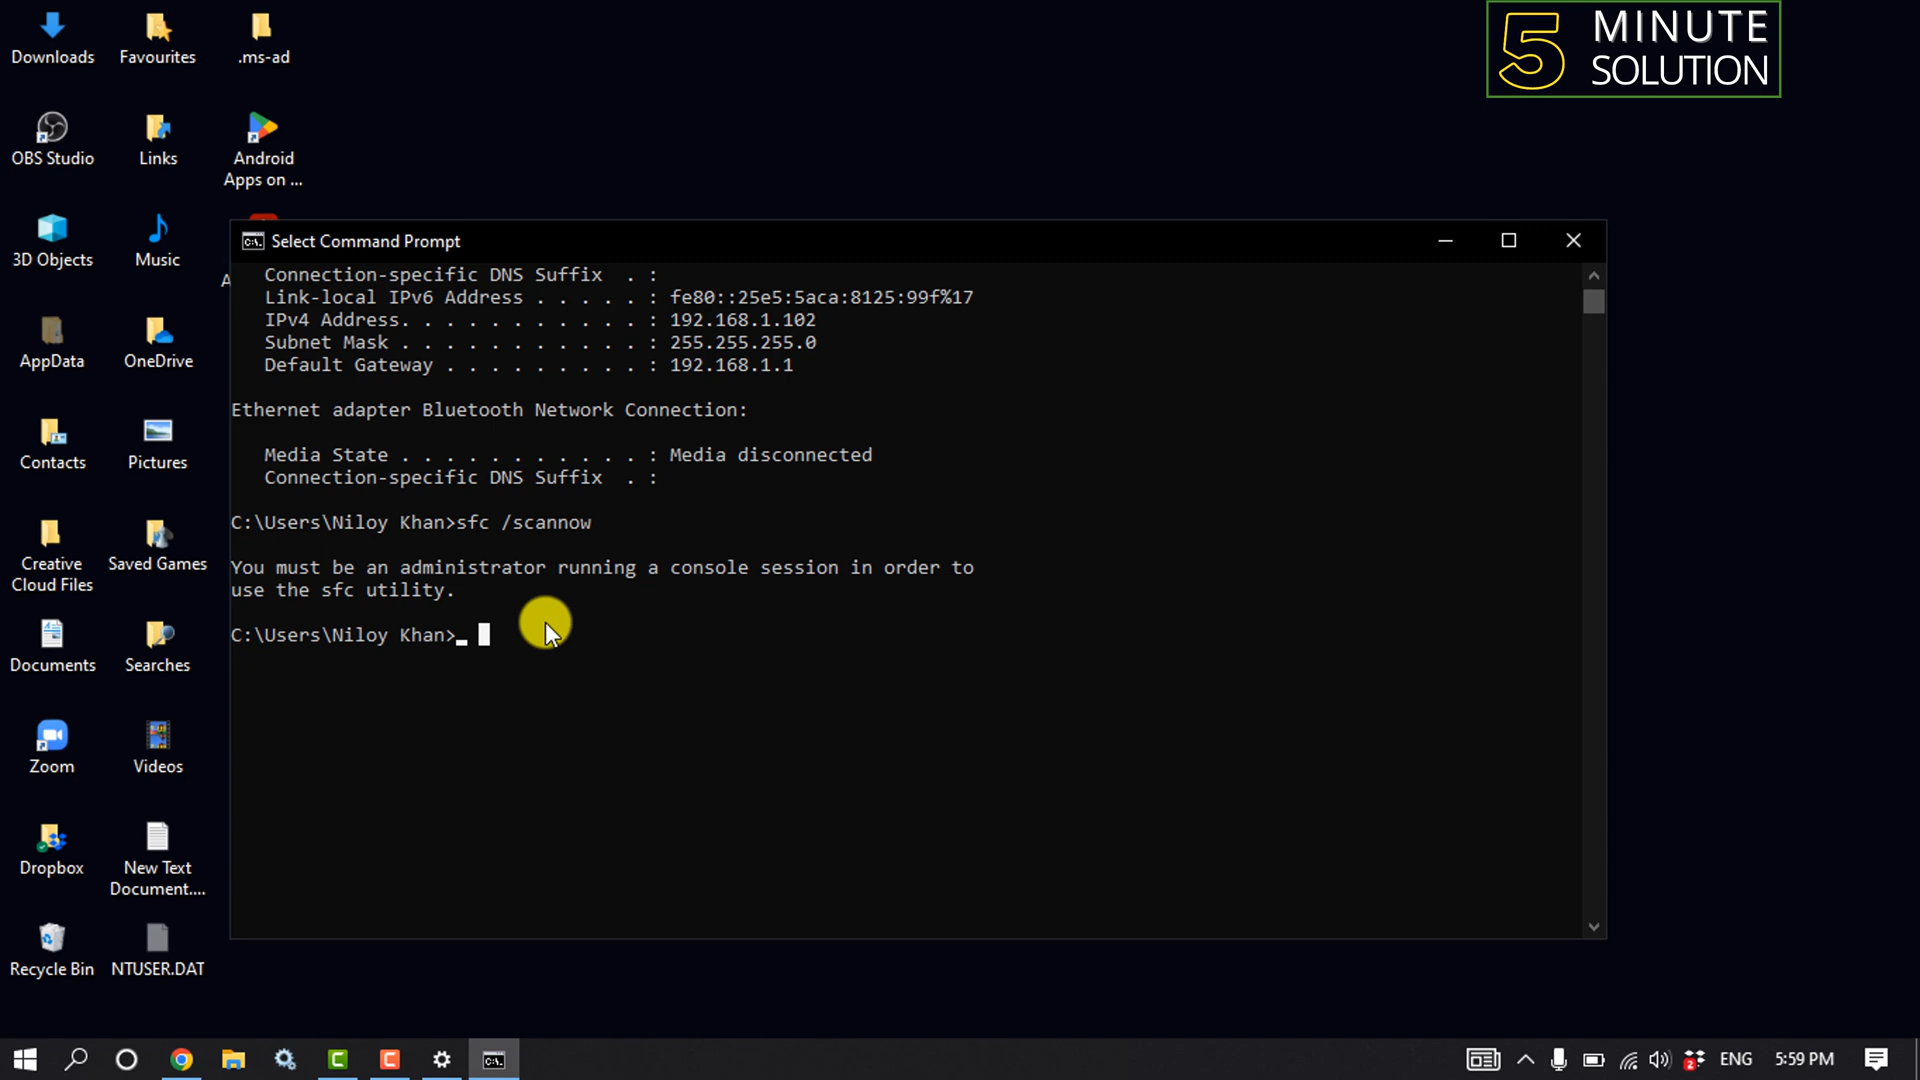 Downloads
Favourites
.ms-ad
5 MINUTE
SOLUTION
OBS Studio
Links
Android
Apps on ...
3D Objects
Music
A
Select Command Prompt
Connection-specific DNS Suffix . :
Link-local IPv6 Address . . . . . : fe80::25e5:5aca:8125:99f%17
IPv4 Address. . . . . . . . . . . : 192.168.1.102
Subnet Mask . . . . . . . . . . . : 255.255.255.0
Default Gateway . . . . . . . . . : 192.168.1.1
Ethernet adapter Bluetooth Network Connection:
Media State . . . . . . . . . . . : Media disconnected
Connection-specific DNS Suffix . :
C:\Users\Niloy Khan>sfc /scannow
You must be an administrator running a console session in order to
use the sfc utility.
C:\Users\Niloy Khan>_
AppData
OneDrive
Contacts
Pictures
Creative
Cloud Files
Saved Games
Documents
Searches
Zoom
Videos
Dropbox
New Text
Document....
Recycle Bin
NTUSER.DAT
2
ENG
5:59 PM